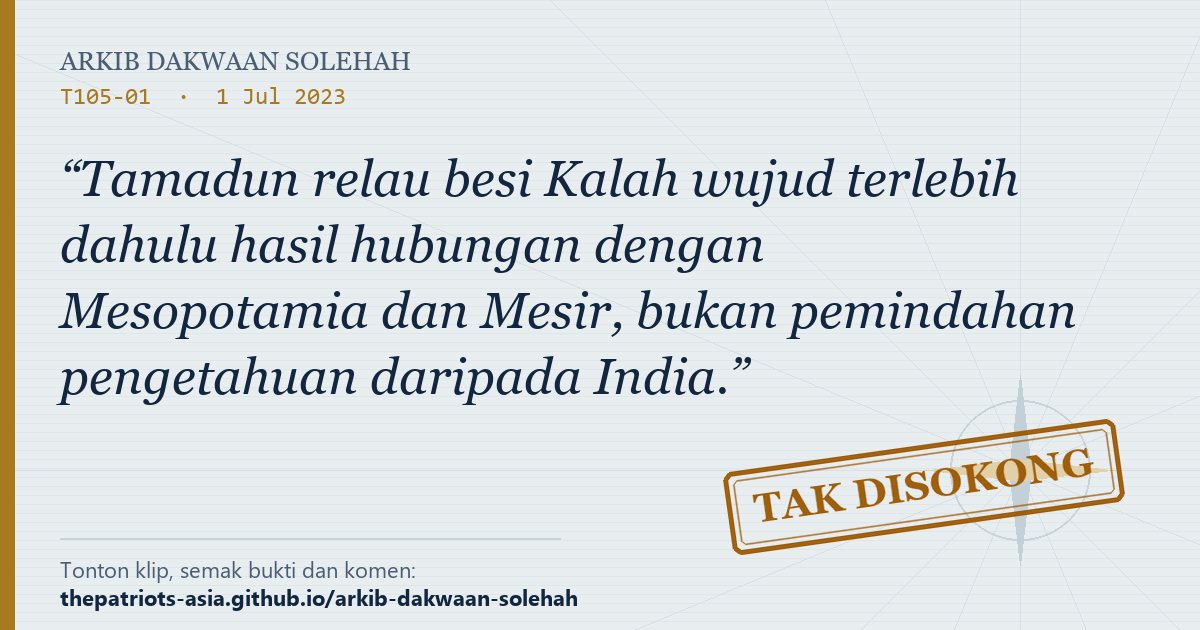 ARKIB DAKWAAN SOLEHAH
T105-01 · 1 Jul 2023
“Tamadun relau besi Kalah wujud terlebih
dahulu hasil hubungan dengan
Mesopotamia dan Mesir, bukan pemindahan
pengetahuan daripada India.”
TAK DISOKONG
Tonton klip, semak bukti dan komen:
thepatriots-asia.github.io/arkib-dakwaan-solehah